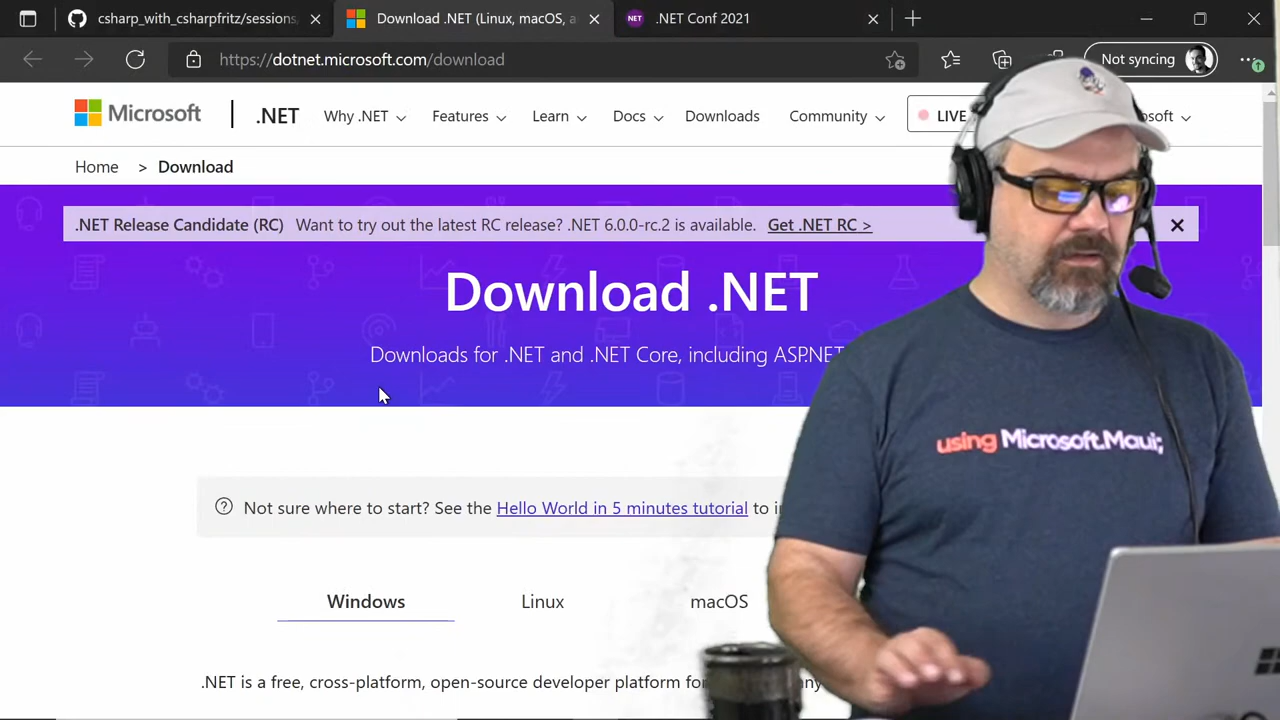 csharp_with_csharpfritz/sessions
Download .NET (Linux, macOS, a
.NET Conf 2021
https://dotnet.microsoft.com/download
Not syncing
Microsoft
.NET
Why .NET
Features
Learn
Docs
Downloads
Community
LIVE
osoft
Home > Download
.NET Release Candidate (RC) Want to try out the latest RC release? .NET 6.0.0-rc.2 is available. Get .NET RC >
Download .NET
Downloads for .NET and .NET Core, including ASP.NET
using Microsoft.Maui;
Not sure where to start? See the Hello World in 5 minutes tutorial to i
Windows
Linux
macOS
.NET is a free, cross-platform, open-source developer platform for
ny